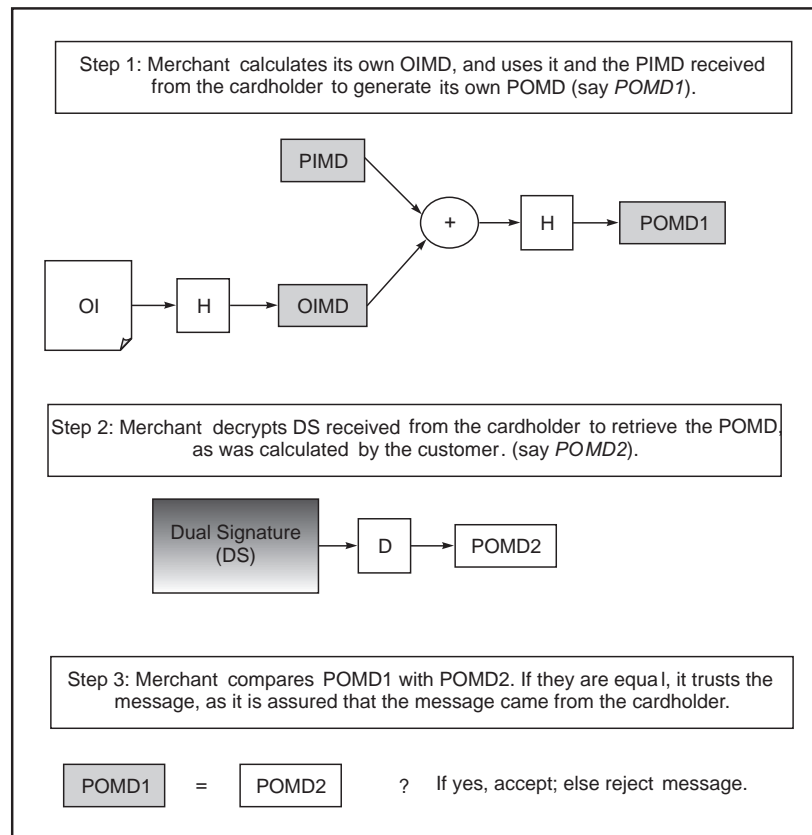 Step 1: Merchant calculates its own OIMD, and uses it and the PIMD received
from the cardholder to generate its own POMD (say POMD1).
PIMD
+
H
POMD1
OI
H
OIMD
Step 2: Merchant decrypts DS received from the cardholder to retrieve the POMD,
as was calculated by the customer. (say POMD2).
Dual Signature
(DS)
D
POMD2
Step 3: Merchant compares POMD1 with POMD2. If they are equal, it trusts the
message, as it is assured that the message came from the cardholder.
POMD1 = POMD2 ? If yes, accept; else reject message.